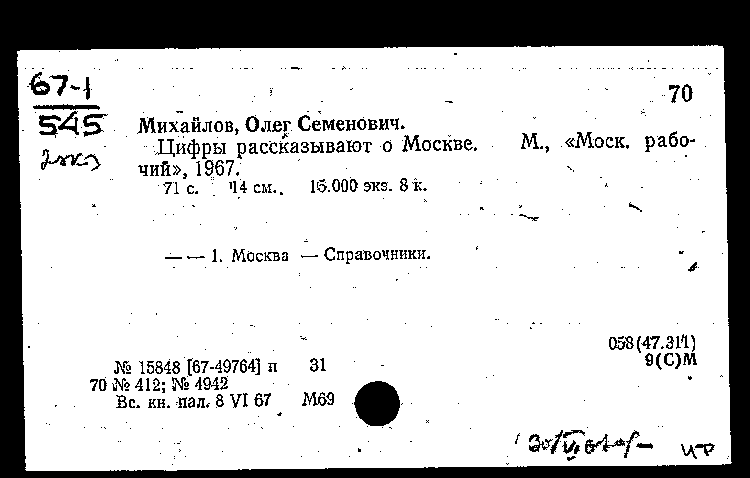 67-1
545
2 экз
70
Михайлов, Олег Семенович.
Цифры рассказывают о Москве. М., «Моск. рабо-
чий», 1967.
71 с. 14 см. 15.000 экз. 8 к.
— — 1. Москва — Справочники.
058(47.311)
9(С)М
№ 15848 [67-49764] п 31
70 № 412; № 4942
Вс. кн. пал. 8 VI 67 М69